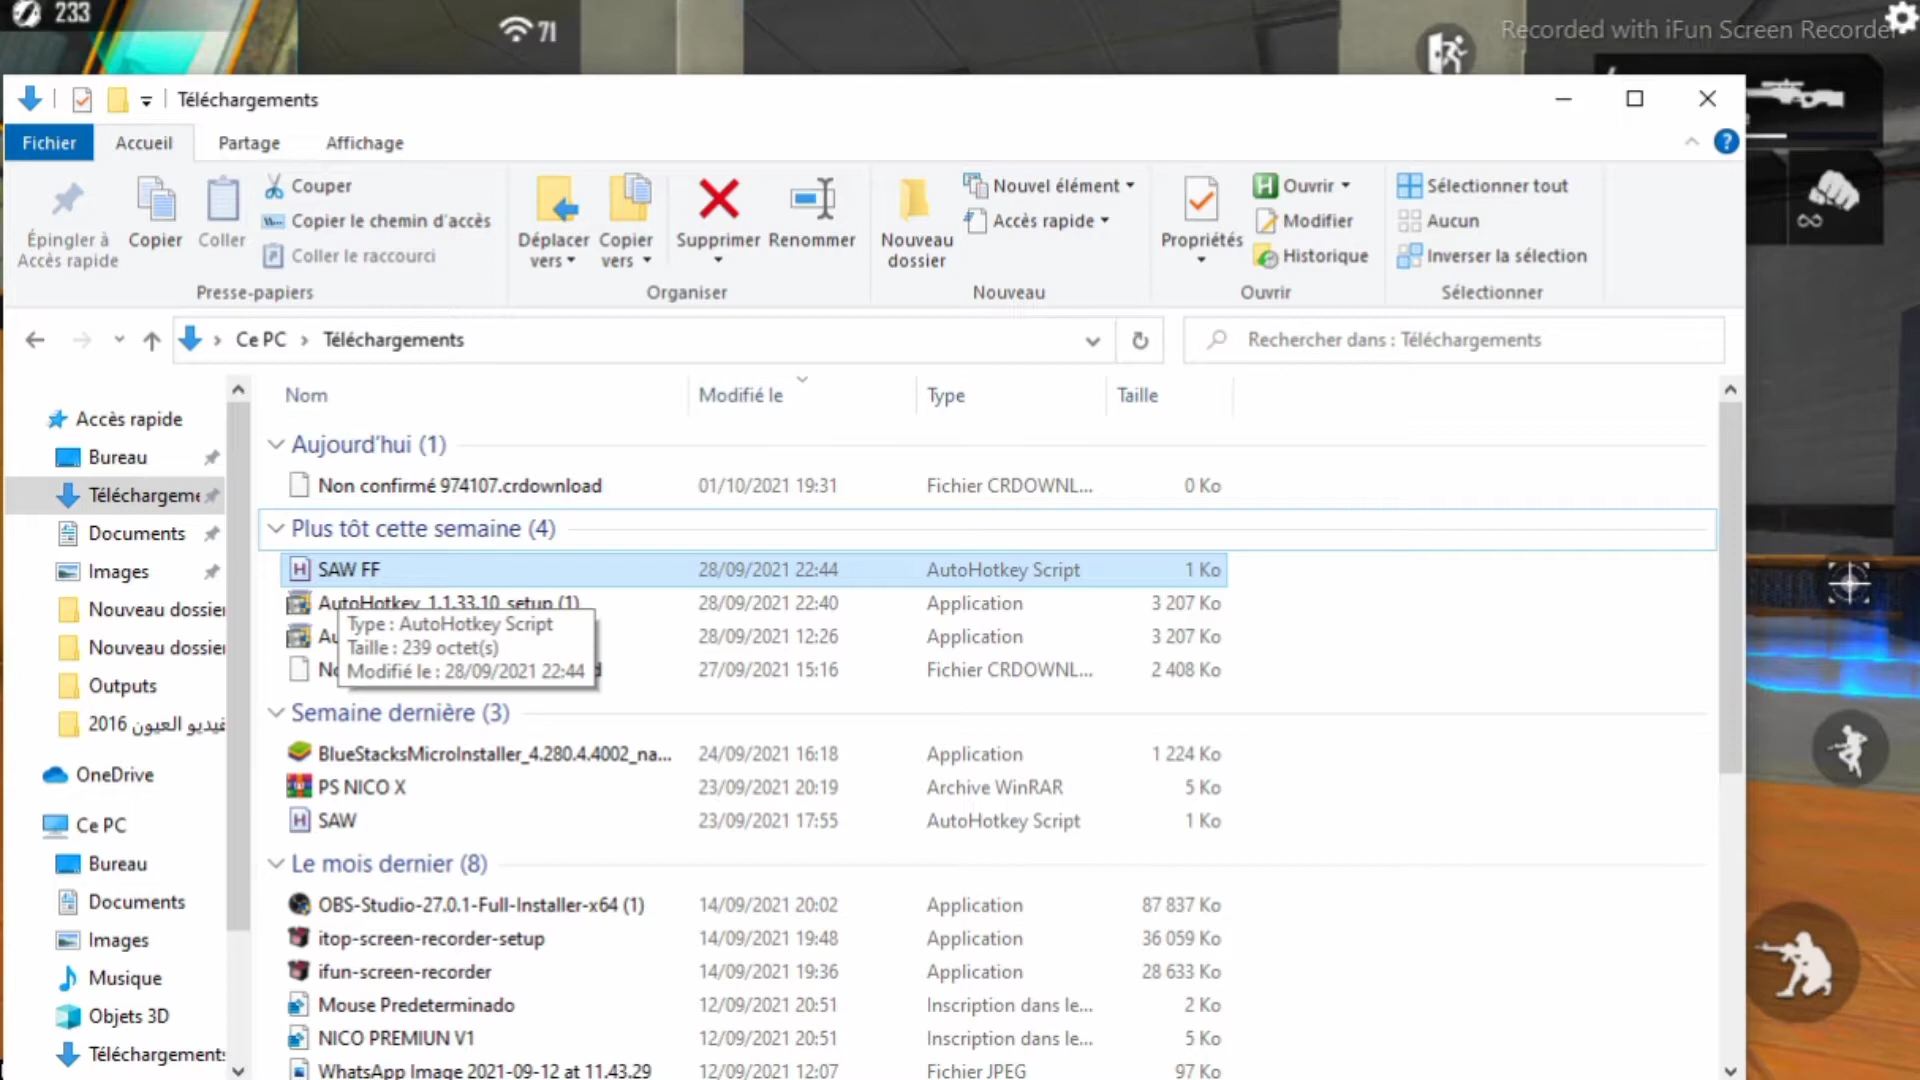 233
71
Recorded with iFun Screen Recorder
Téléchargements
Fichier Accueil Partage Affichage
Épingler à
Accès rapide
Copier
Coller
Couper
Copier le chemin d'accès
Coller le raccourci
Presse-papiers
Déplacer
vers
Copier
vers
Supprimer
Renommer
Organiser
Nouveau
dossier
Nouvel élément
Accès rapide
Nouveau
Propriétés
Ouvrir
Modifier
Historique
Ouvrir
Sélectionner tout
Aucun
Inverser la sélection
Sélectionner
Ce PC > Téléchargements
Rechercher dans : Téléchargements
Accès rapide
Bureau
Téléchargeme
Documents
Images
Nouveau dossier
Nouveau dossier
Outputs
فيديو العيون 2016
OneDrive
Ce PC
Bureau
Documents
Images
Musique
Objets 3D
Téléchargements
Nom Modifié le Type Taille
Aujourd'hui (1)
Non confirmé 974107.crdownload 01/10/2021 19:31 Fichier CRDOWNL... 0 Ko
Plus tôt cette semaine (4)
SAW FF 28/09/2021 22:44 AutoHotkey Script 1 Ko
AutoHotkey_1.1.33.10_setup (1) 28/09/2021 22:40 Application 3 207 Ko
Au 28/09/2021 12:26 Application 3 207 Ko
No 27/09/2021 15:16 Fichier CRDOWNL... 2 408 Ko
Type : AutoHotkey Script
Taille : 239 octet(s)
Modifié le : 28/09/2021 22:44
Semaine dernière (3)
BlueStacksMicroInstaller_4.280.4.4002_na... 24/09/2021 16:18 Application 1 224 Ko
PS NICO X 23/09/2021 20:19 Archive WinRAR 5 Ko
SAW 23/09/2021 17:55 AutoHotkey Script 1 Ko
Le mois dernier (8)
OBS-Studio-27.0.1-Full-Installer-x64 (1) 14/09/2021 20:02 Application 87 837 Ko
itop-screen-recorder-setup 14/09/2021 19:48 Application 36 059 Ko
ifun-screen-recorder 14/09/2021 19:36 Application 28 633 Ko
Mouse Predeterminado 12/09/2021 20:51 Inscription dans le... 2 Ko
NICO PREMIUN V1 12/09/2021 20:51 Inscription dans le... 5 Ko
WhatsApp Image 2021-09-12 at 11.43.29 12/09/2021 12:07 Fichier JPEG 97 Ko